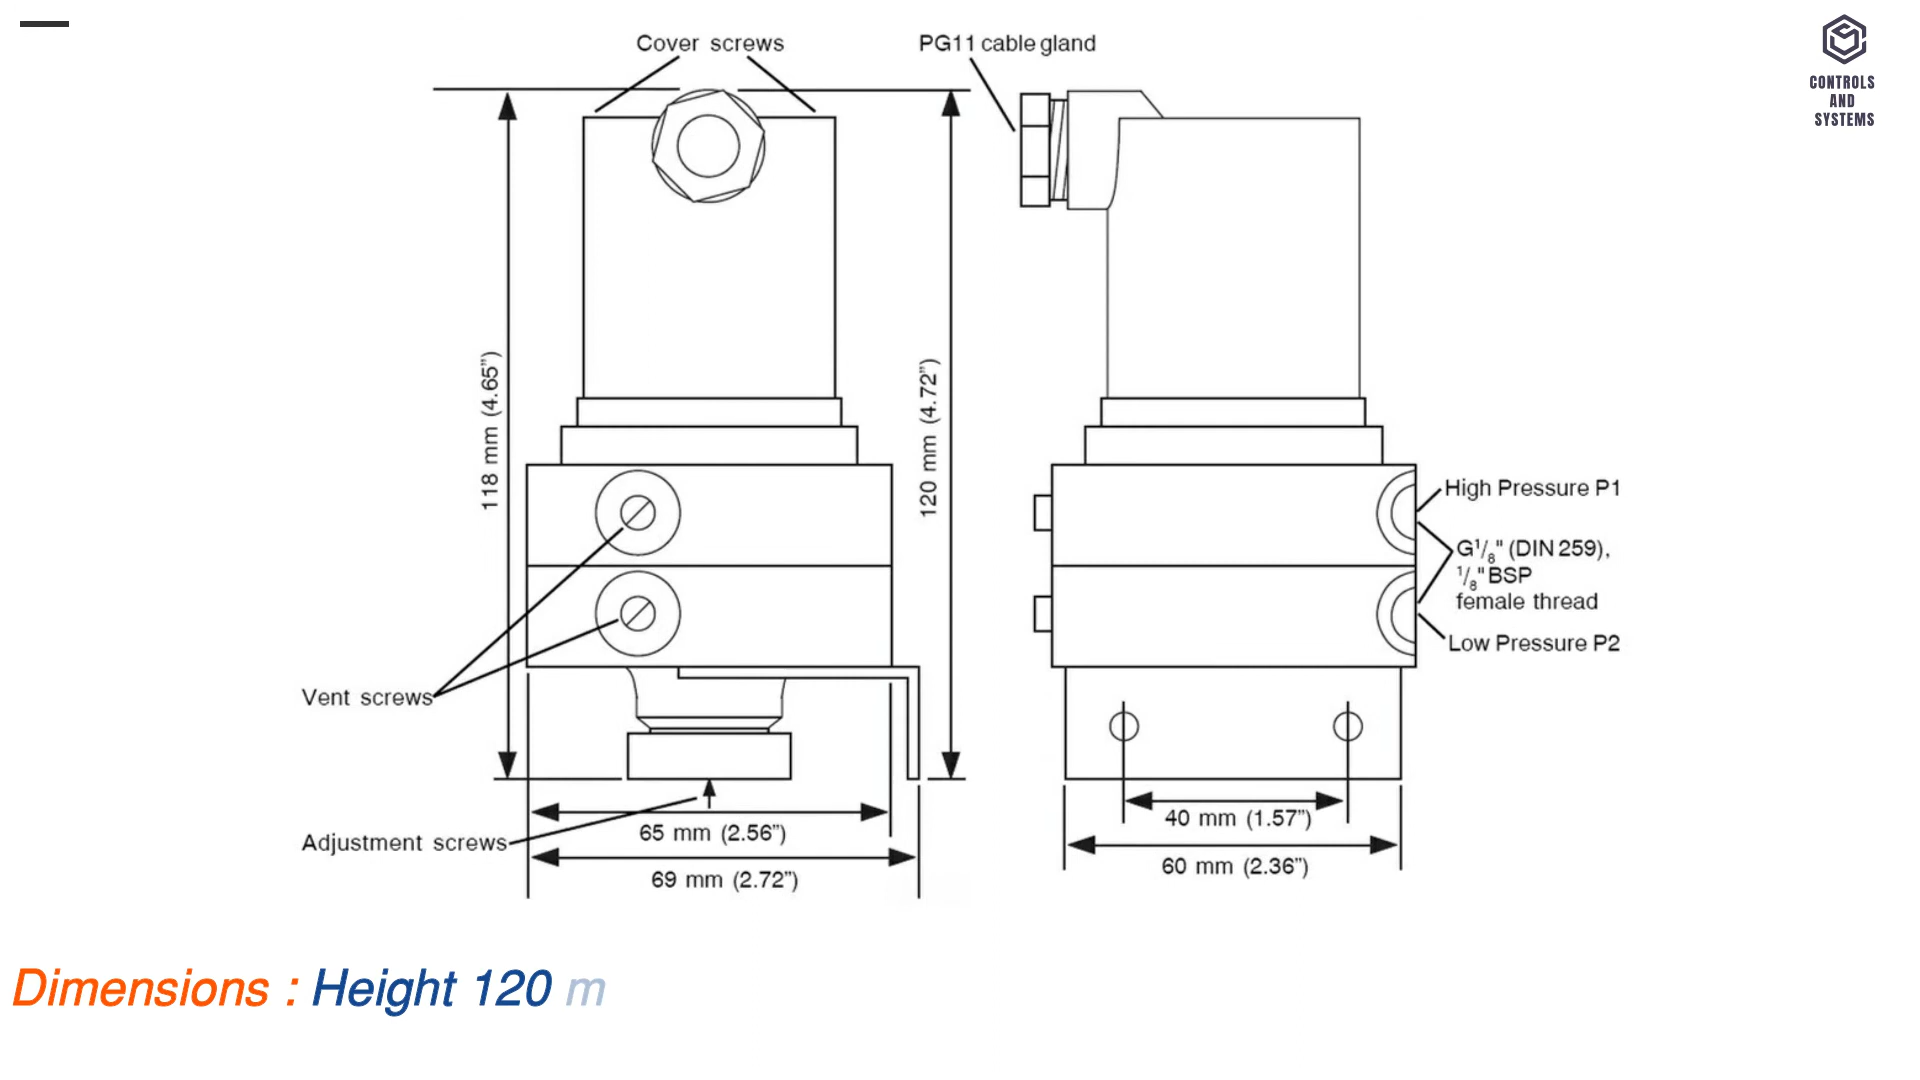 Cover screws
PG11 cable gland
CONTROLS
AND
SYSTEMS
118 mm (4.65”)
120 mm (4.72”)
High Pressure P1
G1/8" (DIN 259),
1/8" BSP
female thread
Low Pressure P2
Vent screws
Adjustment screws
65 mm (2.56”)
69 mm (2.72”)
40 mm (1.57”)
60 mm (2.36”)
Dimensions : Height 120 m